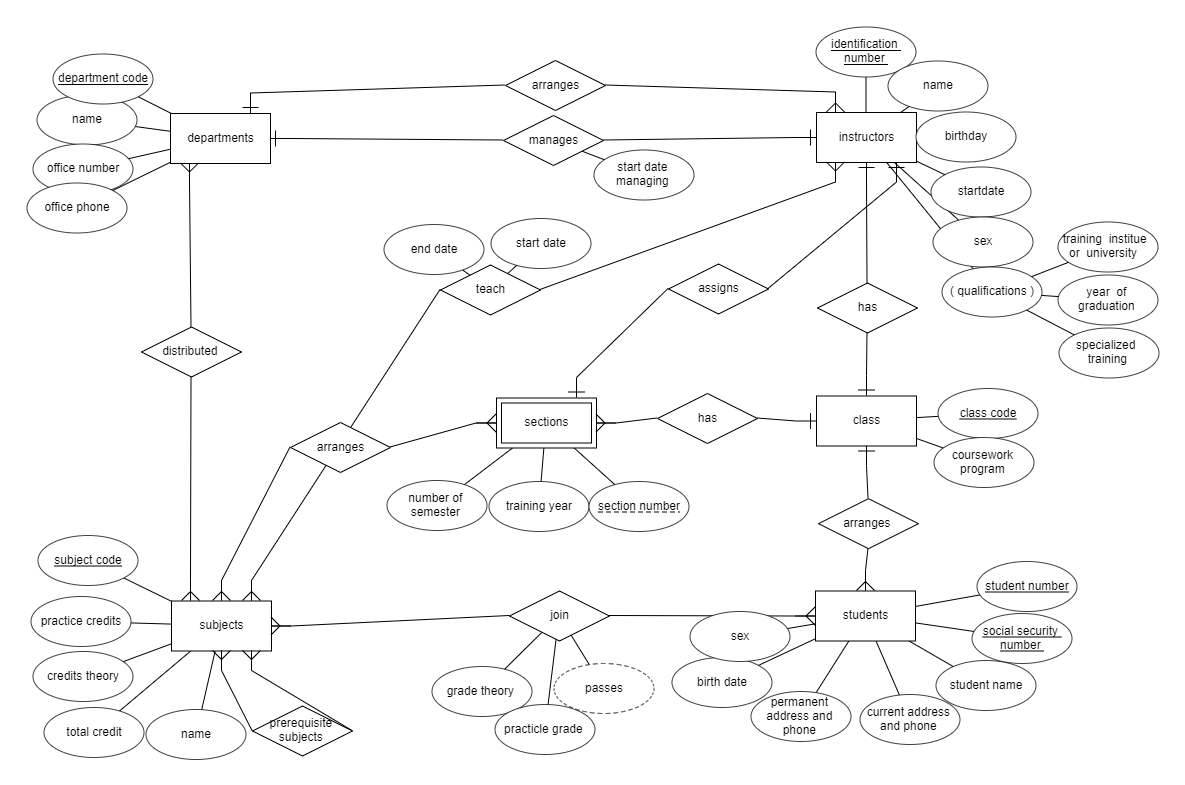 identification
number
department code
arranges
name
name
departments
manages
instructors
birthday
office number
start date
managing
startdate
office phone
end date
start date
sex
training  institue
or  university
teach
assigns
( qualifications )
year  of
graduation
has
distributed
specialized
training
class code
arranges
sections
has
class
coursework
program
number of
semester
training year
section number
arranges
subject code
student number
practice credits
subjects
join
students
sex
social security
number
credits theory
grade theory
passes
birth date
student name
total credit
name
prerequisite
subjects
practicle grade
permanent
address and
phone
current address
and phone